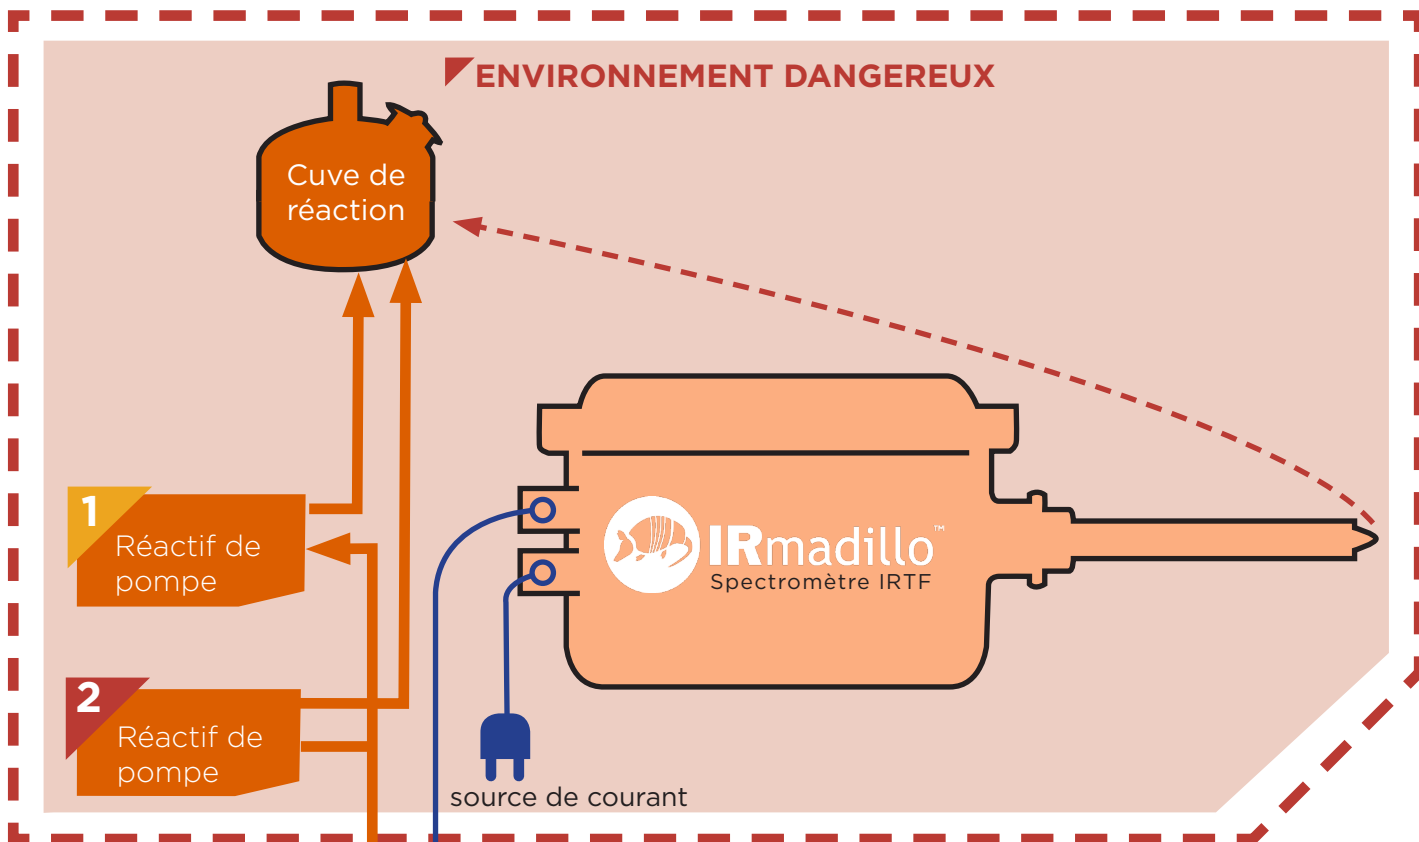 ENVIRONNEMENT DANGEREUX
Cuve de
réaction
1
Réactif de
pompe
IRmadillo™
Spectromètre IRTF
2
Réactif de
pompe
source de courant